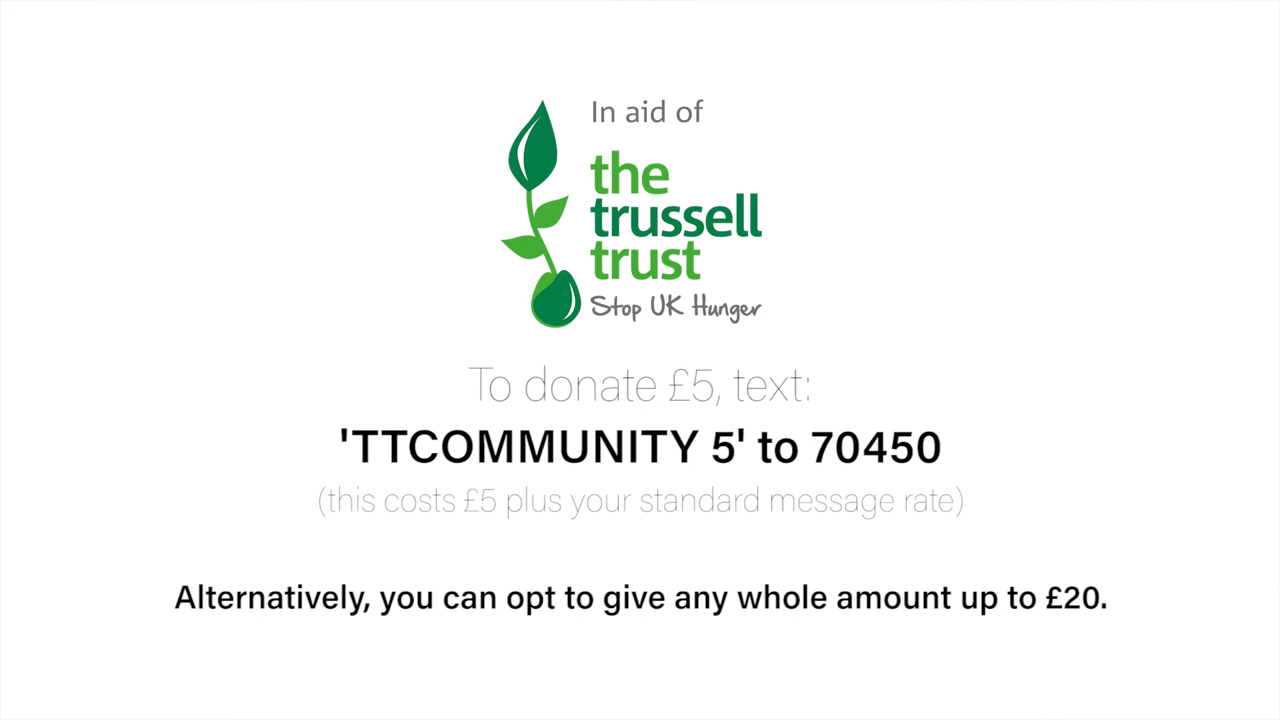 In aid of
the
trussell
trust
Stop UK Hunger
To donate £5, text:
'TTCOMMUNITY 5' to 70450
(this costs £5 plus your standard message rate)
Alternatively, you can opt to give any whole amount up to £20.